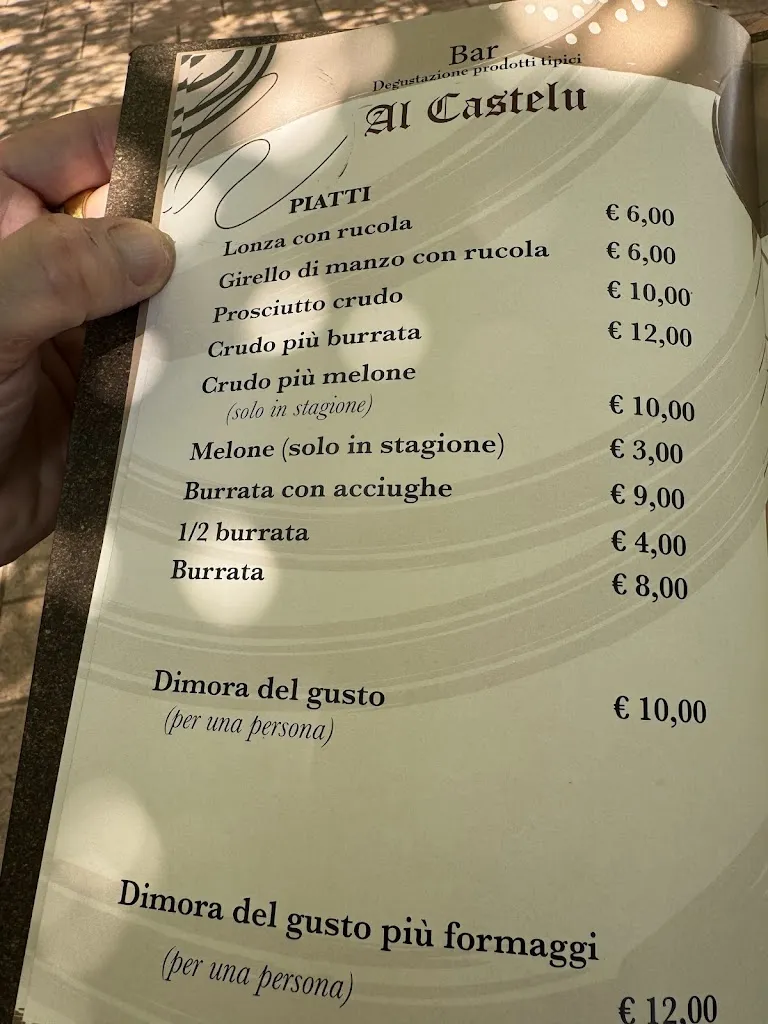 Bar
Degustazione prodotti tipici
Al Castelu
PIATTI
Lonza con rucola € 6,00
Girello di manzo con rucola € 6,00
Prosciutto crudo € 10,00
Crudo più burrata € 12,00
Crudo più melone
(solo in stagione) € 10,00
Melone (solo in stagione) € 3,00
Burrata con acciughe € 9,00
1/2 burrata € 4,00
Burrata € 8,00
Dimora del gusto € 10,00
(per una persona)
Dimora del gusto più formaggi
(per una persona) € 12,00